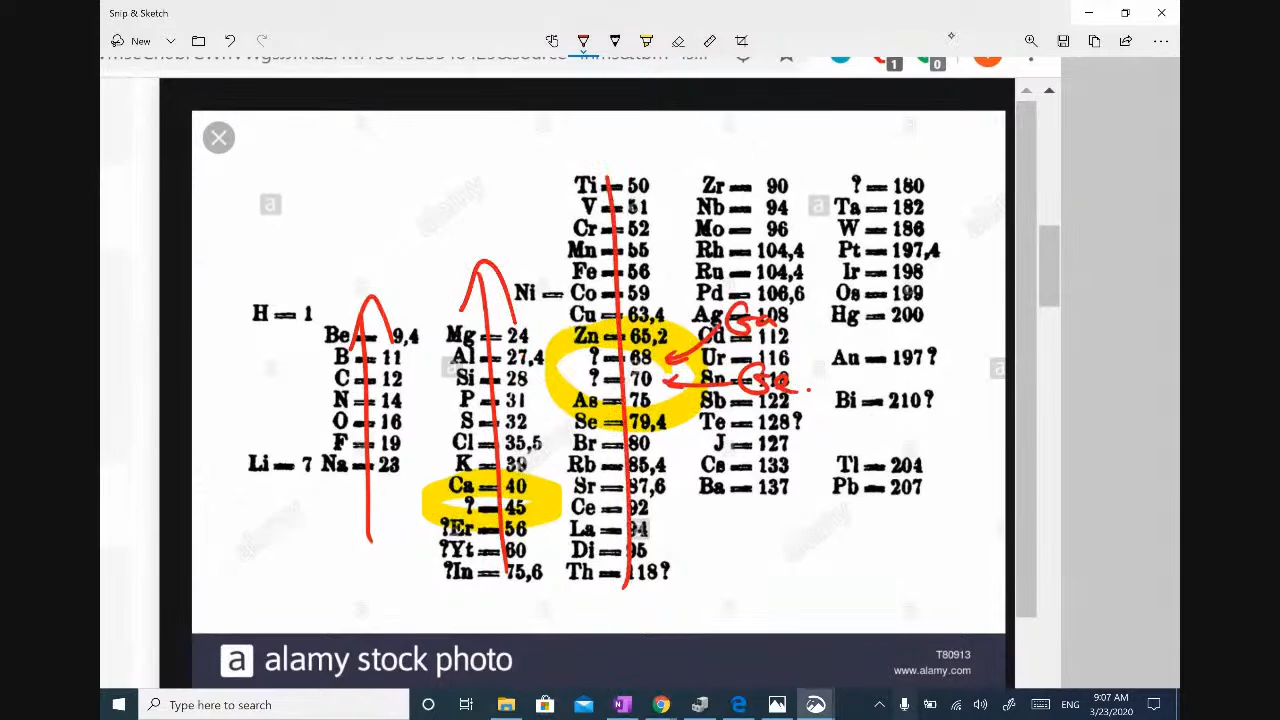 Snip & Sketch
New
1
0
Ti = 50 Zr = 90 ? = 180
V = 51 Nb = 94 Ta = 182
Cr = 52 Mo = 96 W = 186
Mn = 55 Rh = 104,4 Pt = 197,4
Fe = 56 Ru = 104,4 Ir = 198
Ni = Co = 59 Pd = 106,6 Os = 199
H = 1 Cu = 63,4 Ag = 108 Hg = 200
Be = 9,4 Mg = 24 Zn = 65,2 Cd = 112
B = 11 Al = 27,4 ? = 68 Ur = 116 An = 197?
C = 12 Si = 28 ? = 70 Sn =
N = 14 P = 31 As = 75 Sb = 122 Bi = 210?
O = 16 S = 32 Se = 79,4 Te = 128?
F = 19 Cl = 35,5 Br = 80 J = 127
Li = 7 Na = 23 K = 39 Rb = 85,4 Cs = 133 Tl = 204
Ca = 40 Sr = 87,6 Ba = 137 Pb = 207
? = 45 Ce = 92
?Er = 56 La = 94
?Yt = 60 Di = 95
?In = 75,6 Th = 118?
Ga
Ge
a alamy stock photo
T80913
www.alamy.com
Type here to search
ENG
9:07 AM
3/23/2020